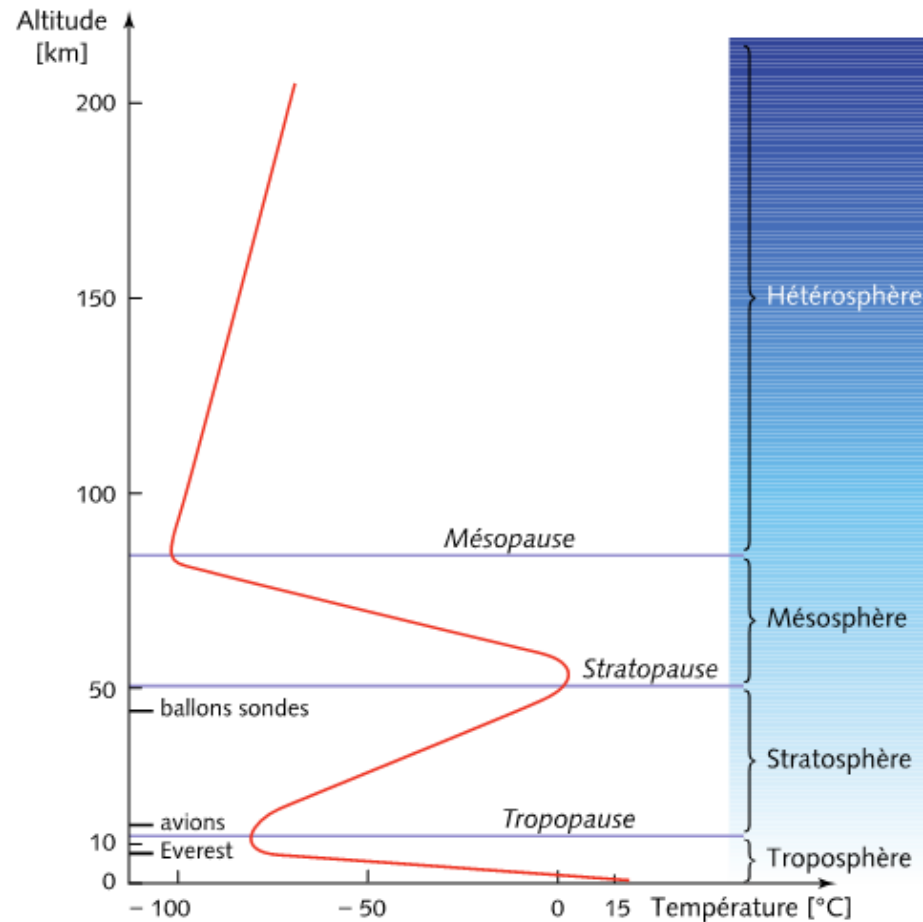 Altitude
[km]
200
150
Hétérosphère
100
Mésopause
Mésosphère
Stratopause
50
ballons sondes
Stratosphère
avions
Tropopause
10
Everest
Troposphère
0
– 100
– 50
0
15
Température [°C]